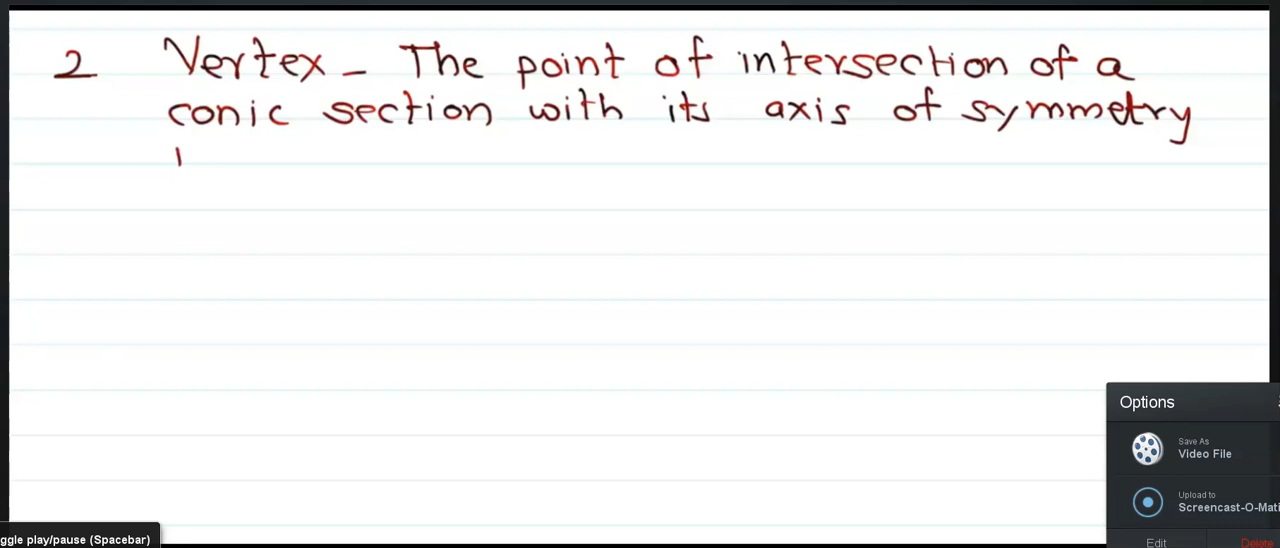 2 Vertex - The point of intersection of a
conic section with its axis of symmetry
Options
Save As
Video File
Upload to
Screencast-O-Mati
Edit
Delete
ggle play/pause (Spacebar)